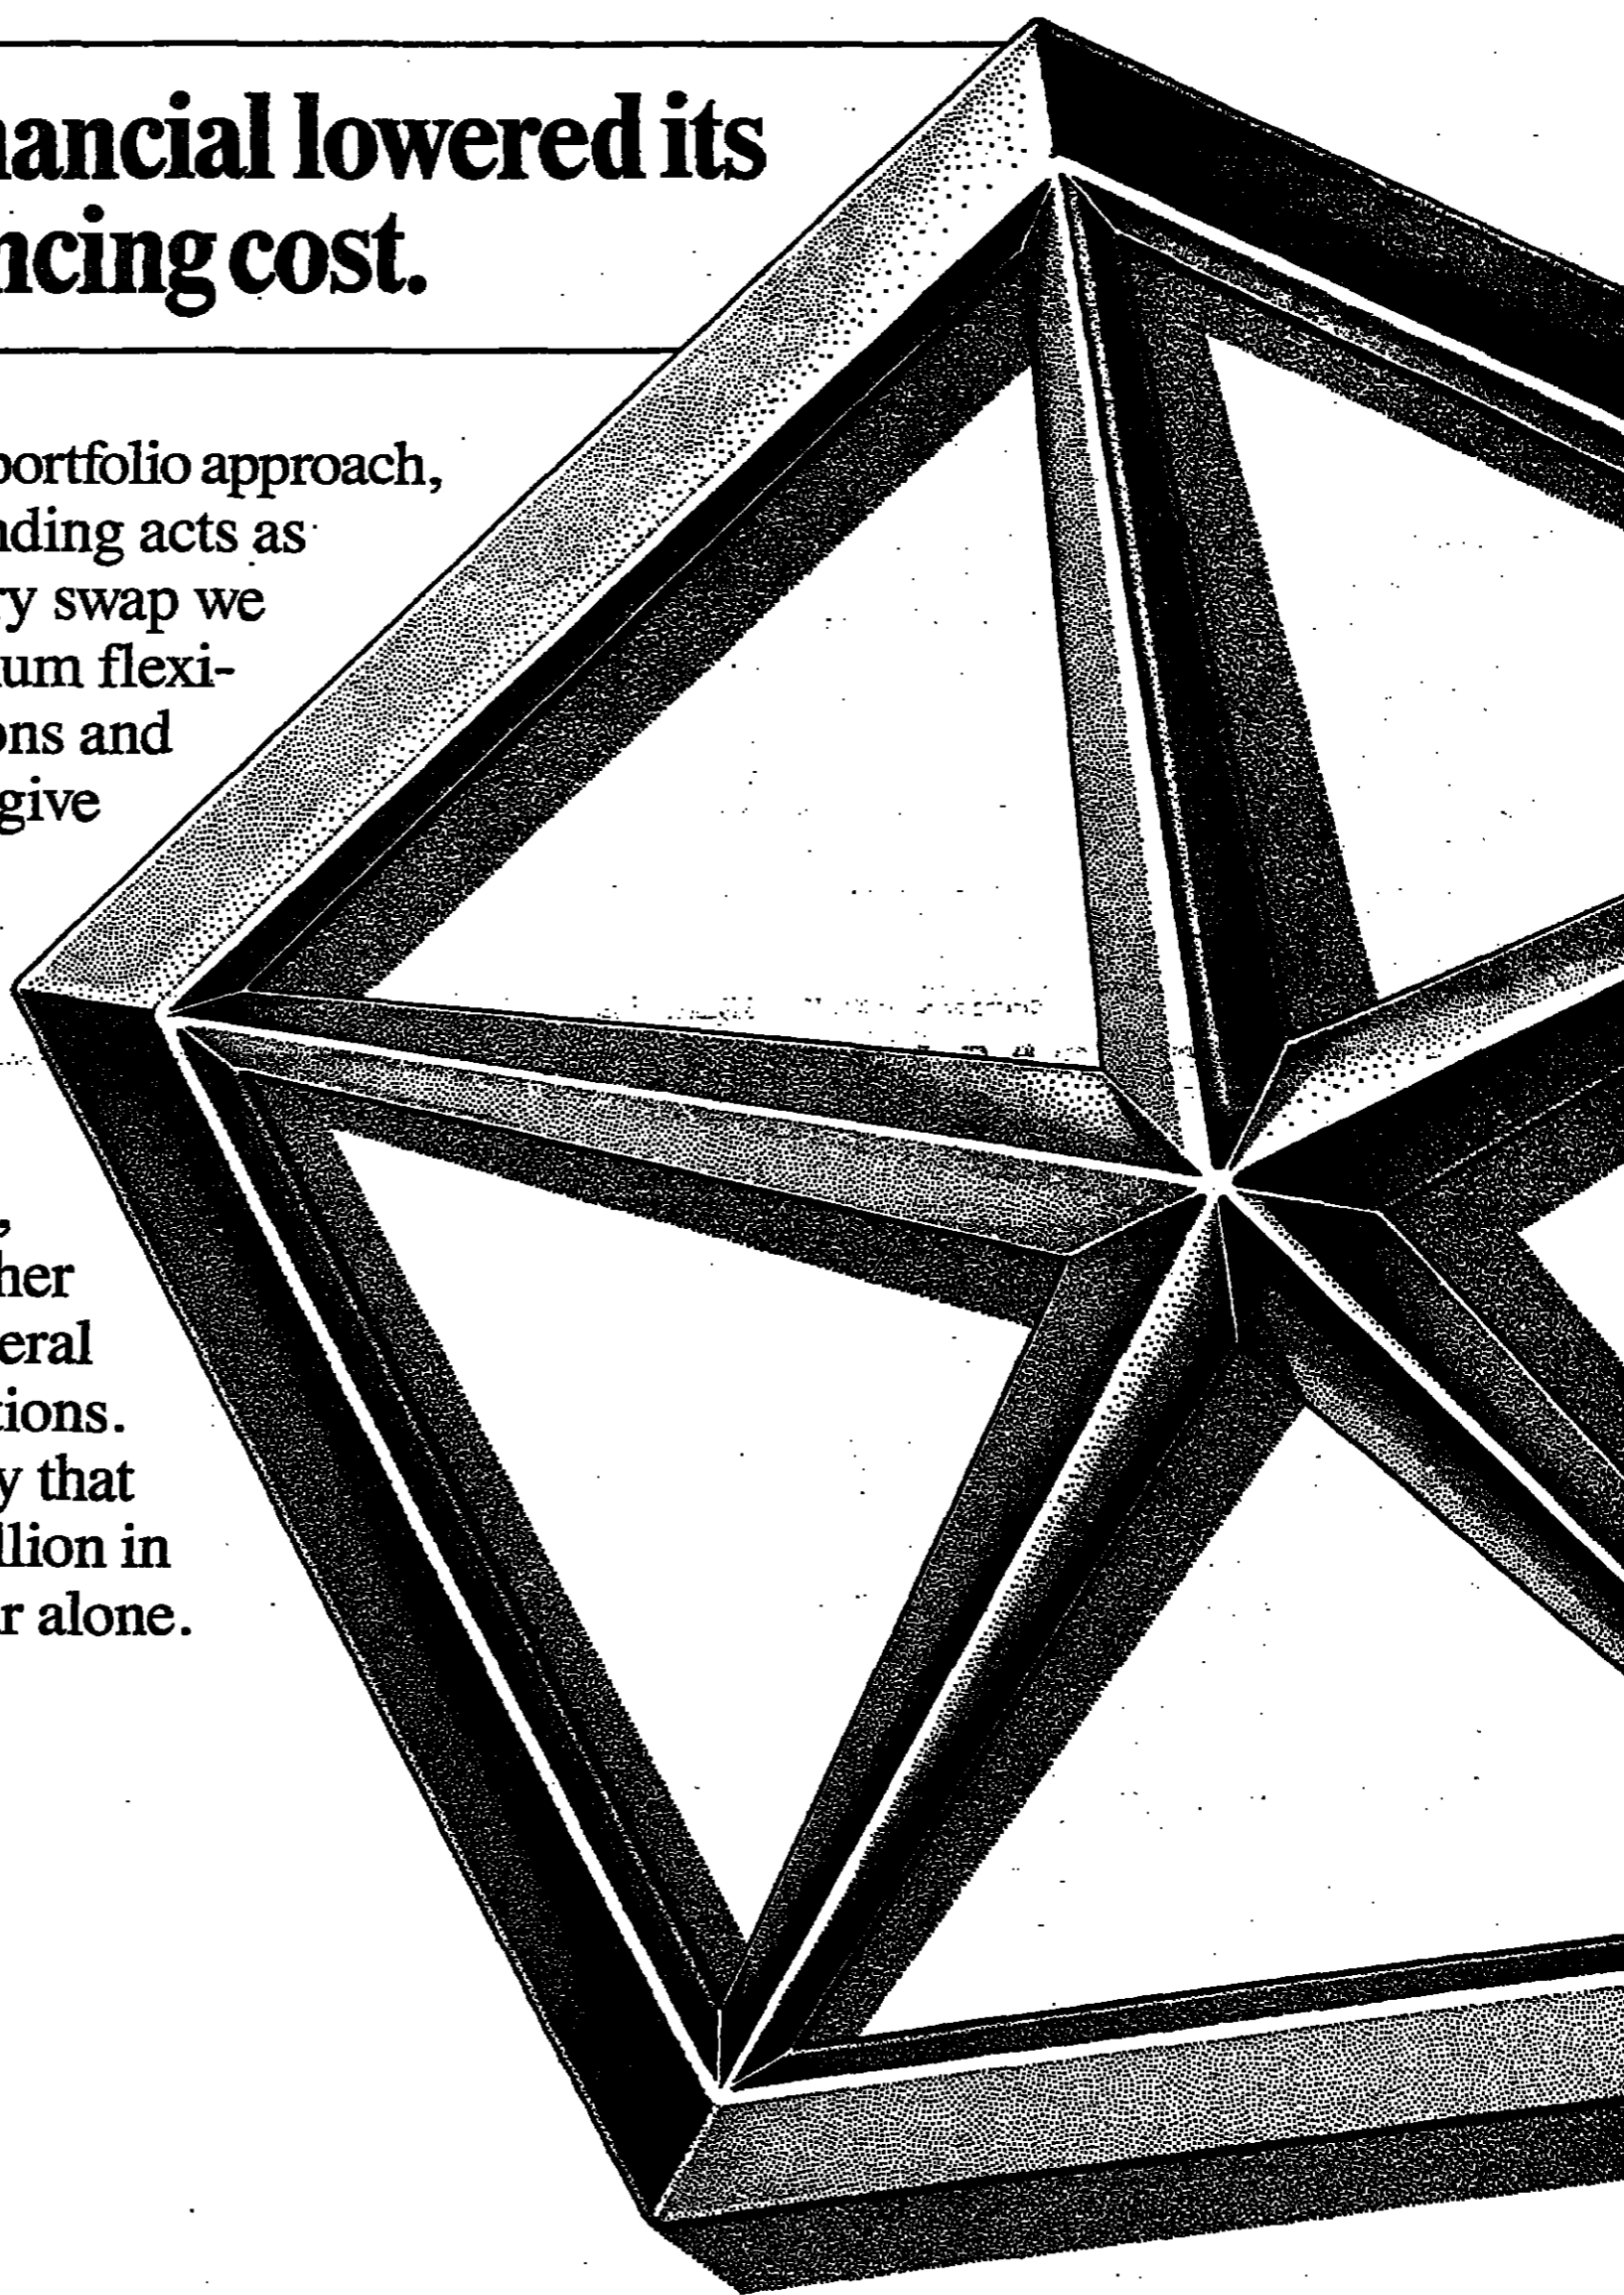 nancial lowered its
ncing cost.
portfolio approach,
nding acts as
ry swap we
um flexi-
ons and
give
,
her
eral
tions.
y that
llion in
r alone.